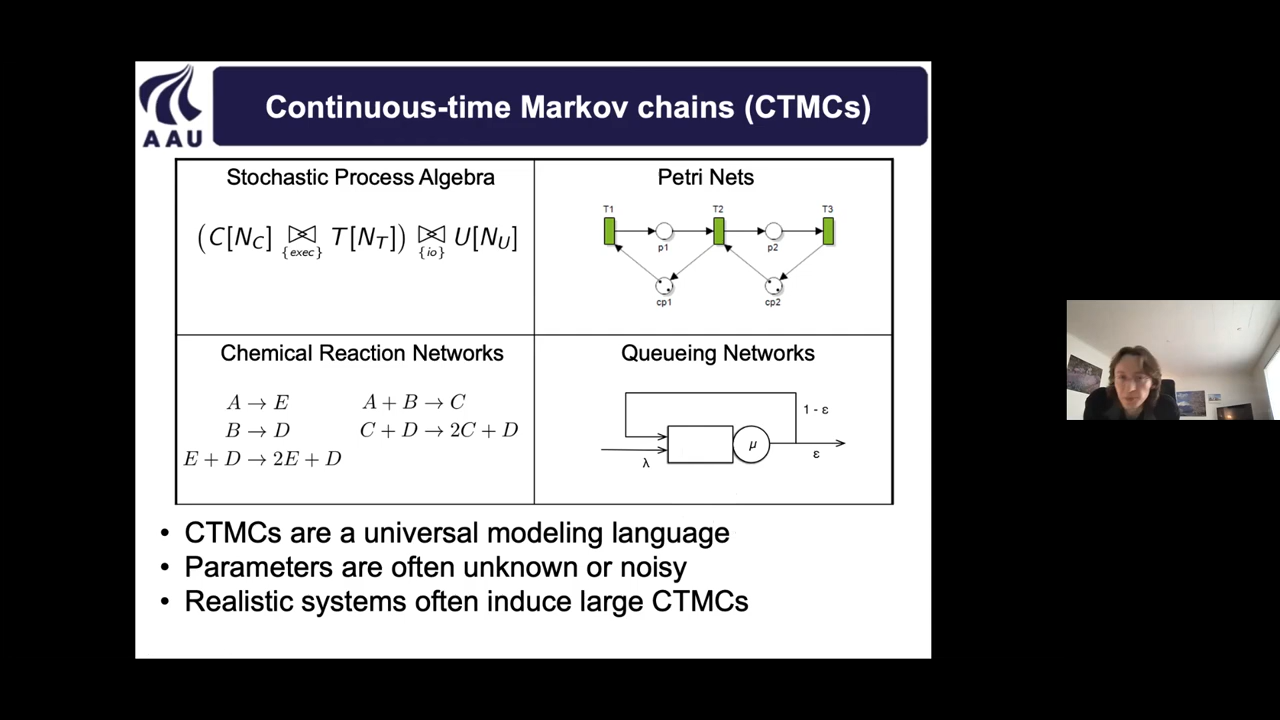 AAU
Continuous-time Markov chains (CTMCs)
Stochastic Process Algebra
(C[N_C] ⋈_{exec} T[N_T]) ⋈_{io} U[N_U]
Petri Nets
T1 T2 T3
p1 p2
cp1 cp2
Chemical Reaction Networks
A → E A + B → C
B → D C + D → 2C + D
E + D → 2E + D
Queueing Networks
1 - ε
μ
λ ε
• CTMCs are a universal modeling language
• Parameters are often unknown or noisy
• Realistic systems often induce large CTMCs